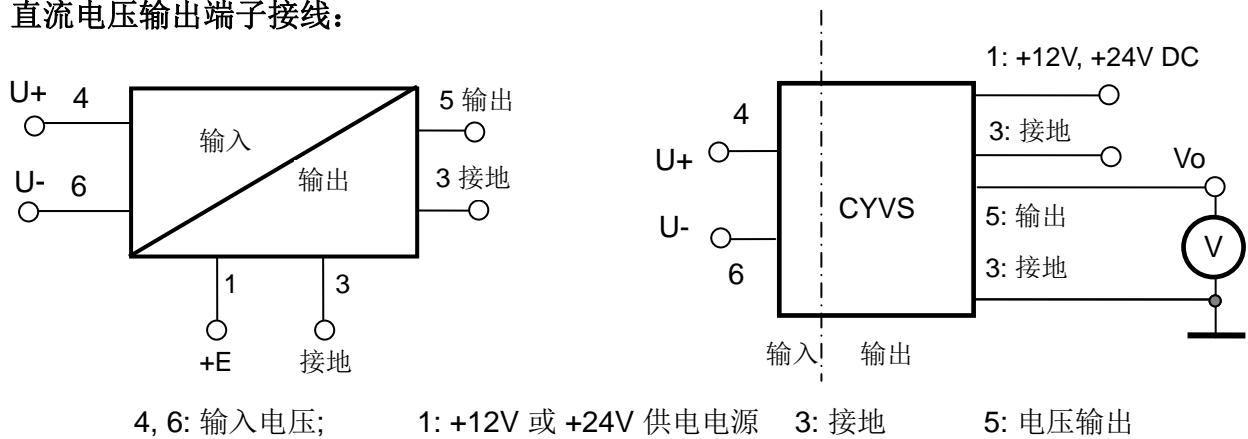 直流电压输出端子接线:
U+ 4
输入
5 输出
U- 6
输出
3 接地
1
3
+E
接地
1: +12V, +24V DC
4
3: 接地
U+
Vo
CYVS
5: 输出
U-
V
6
3: 接地
输入
输出
4, 6: 输入电压; 1: +12V 或 +24V 供电电源 3: 接地 5: 电压输出